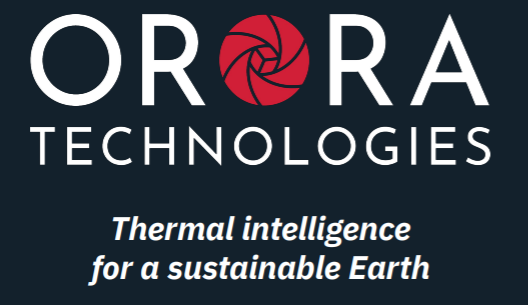 ORORA
TECHNOLOGIES
Thermal intelligence
for a sustainable Earth